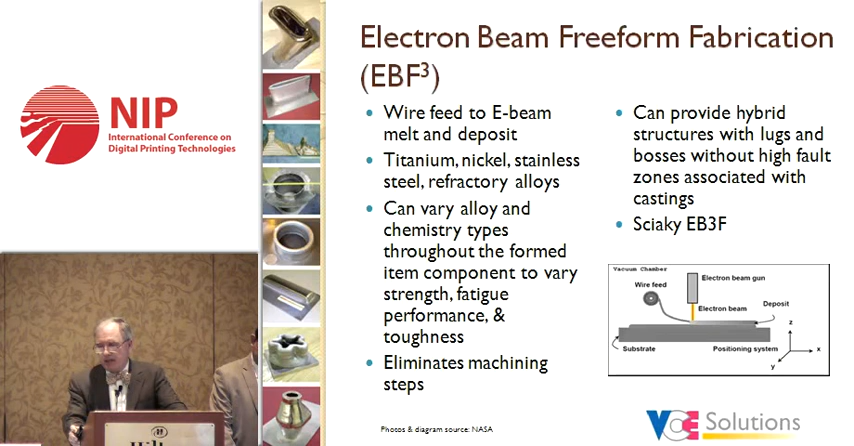 NIP
International Conference on
Digital Printing Technologies
Electron Beam Freeform Fabrication
(EBF³)
• Wire feed to E-beam
melt and deposit
• Titanium, nickel, stainless
steel, refractory alloys
• Can vary alloy and
chemistry types
throughout the formed
item component to vary
strength, fatigue
performance, &
toughness
• Eliminates machining
steps
• Can provide hybrid
structures with lugs and
bosses without high fault
zones associated with
castings
• Sciaky EB3F
Vacuum Chamber
Electron beam gun
Wire feed
Electron beam
Deposit
Substrate
Positioning system
z
x
y
Photos & diagram source: NASA
VCE Solutions